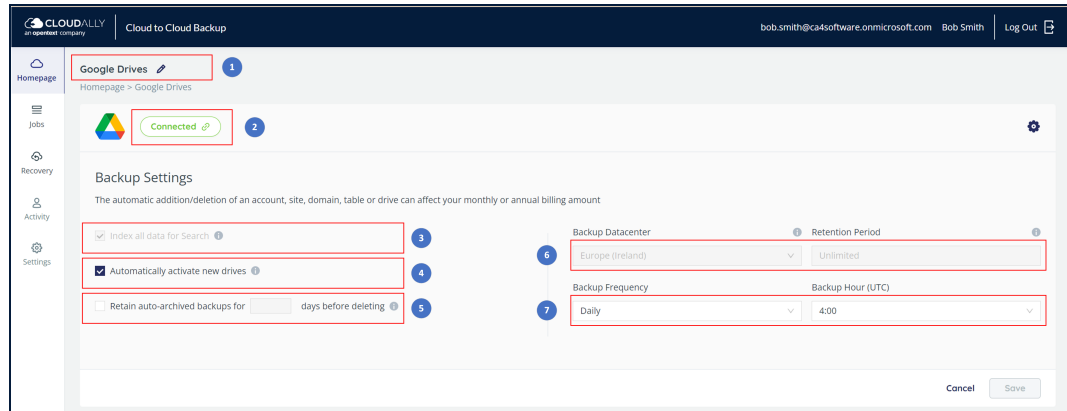 CLOUDALLY
an opentext company
Cloud to Cloud Backup
bob.smith@ca4software.onmicrosoft.com Bob Smith Log Out
Homepage
Jobs
Recovery
Activity
Settings
Google Drives
1
Homepage > Google Drives
Connected
2
Backup Settings
The automatic addition/deletion of an account, site, domain, table or drive can affect your monthly or annual billing amount
Index all data for Search
3
Automatically activate new drives
4
Retain auto-archived backups for days before deleting
5
Backup Datacenter Retention Period
6
Europe (Ireland) Unlimited
Backup Frequency Backup Hour (UTC)
7
Daily 4:00
Cancel Save